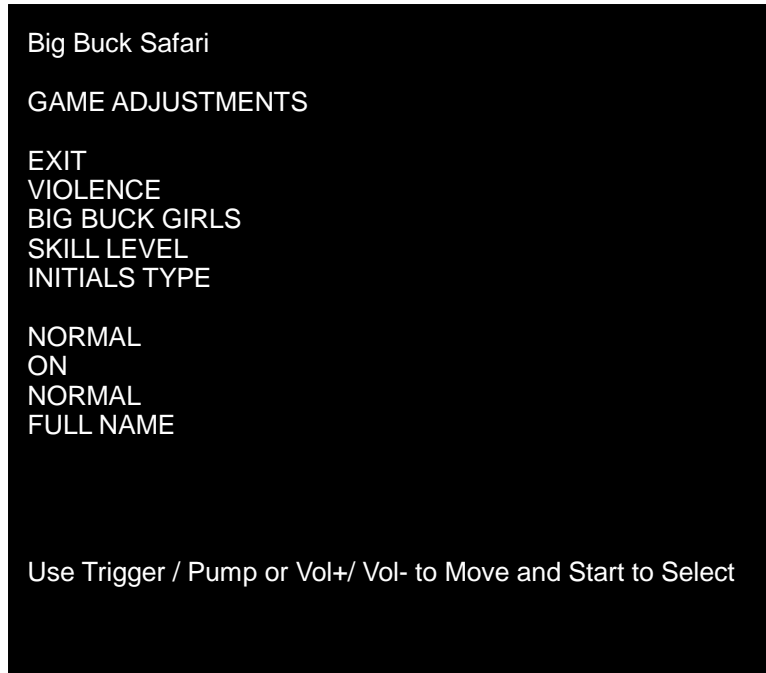 Big Buck Safari
GAME ADJUSTMENTS
EXIT
VIOLENCE
BIG BUCK GIRLS
SKILL LEVEL
INITIALS TYPE
NORMAL
ON
NORMAL
FULL NAME
Use Trigger / Pump or Vol+/ Vol- to Move and Start to Select